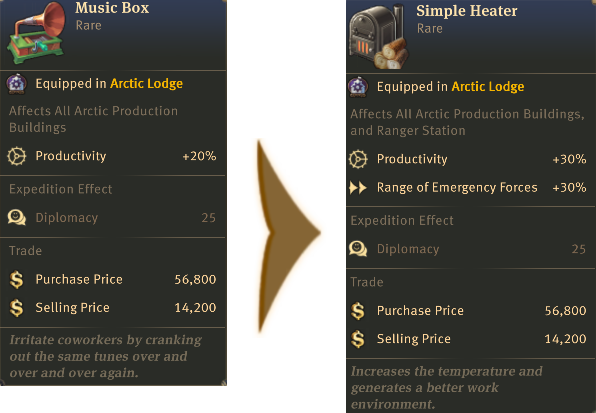 Music Box
Rare
Equipped in Arctic Lodge
Affects All Arctic Production
Buildings
Productivity +20%
Expedition Effect
Diplomacy 25
Trade
Purchase Price 56,800
Selling Price 14,200
Irritate coworkers by cranking
out the same tunes over and
over and over again.
Simple Heater
Rare
Equipped in Arctic Lodge
Affects All Arctic Production Buildings,
and Ranger Station
Productivity +30%
Range of Emergency Forces +30%
Expedition Effect
Diplomacy 25
Trade
Purchase Price 56,800
Selling Price 14,200
Increases the temperature and
generates a better work
environment.